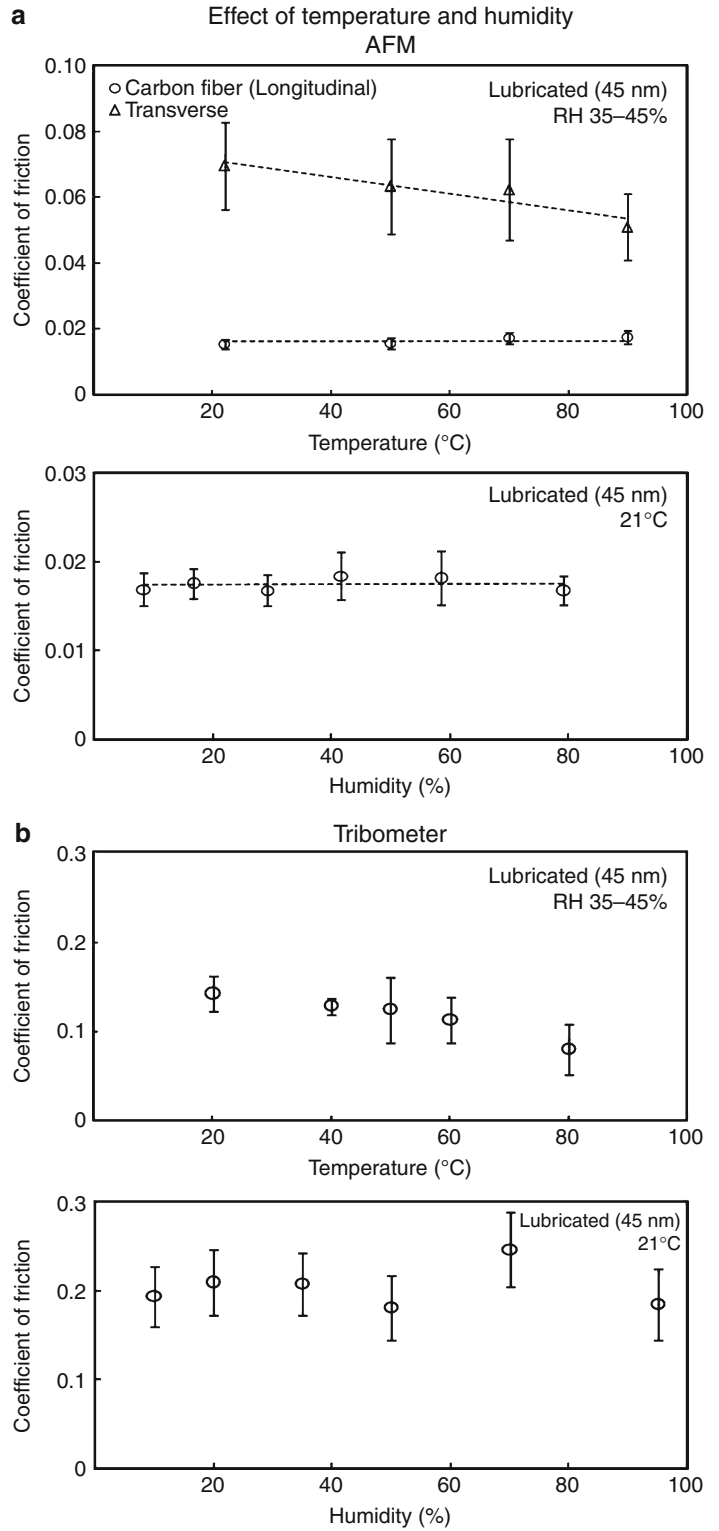 a
Effect of temperature and humidity
AFM
0.10
0.08
0.06
0.04
0.02
0
Coefficient of friction
Carbon fiber (Longitudinal)
Transverse
Lubricated (45 nm)
RH 35–45%
20 40 60 80 100
Temperature (°C)
0.03
0.02
0.01
0
Coefficient of friction
Lubricated (45 nm)
21°C
20 40 60 80 100
Humidity (%)
b
Tribometer
0.3
0.2
0.1
0
Coefficient of friction
Lubricated (45 nm)
RH 35–45%
20 40 60 80 100
Temperature (°C)
0.3
0.2
0.1
0
Coefficient of friction
Lubricated (45 nm)
21°C
20 40 60 80 100
Humidity (%)